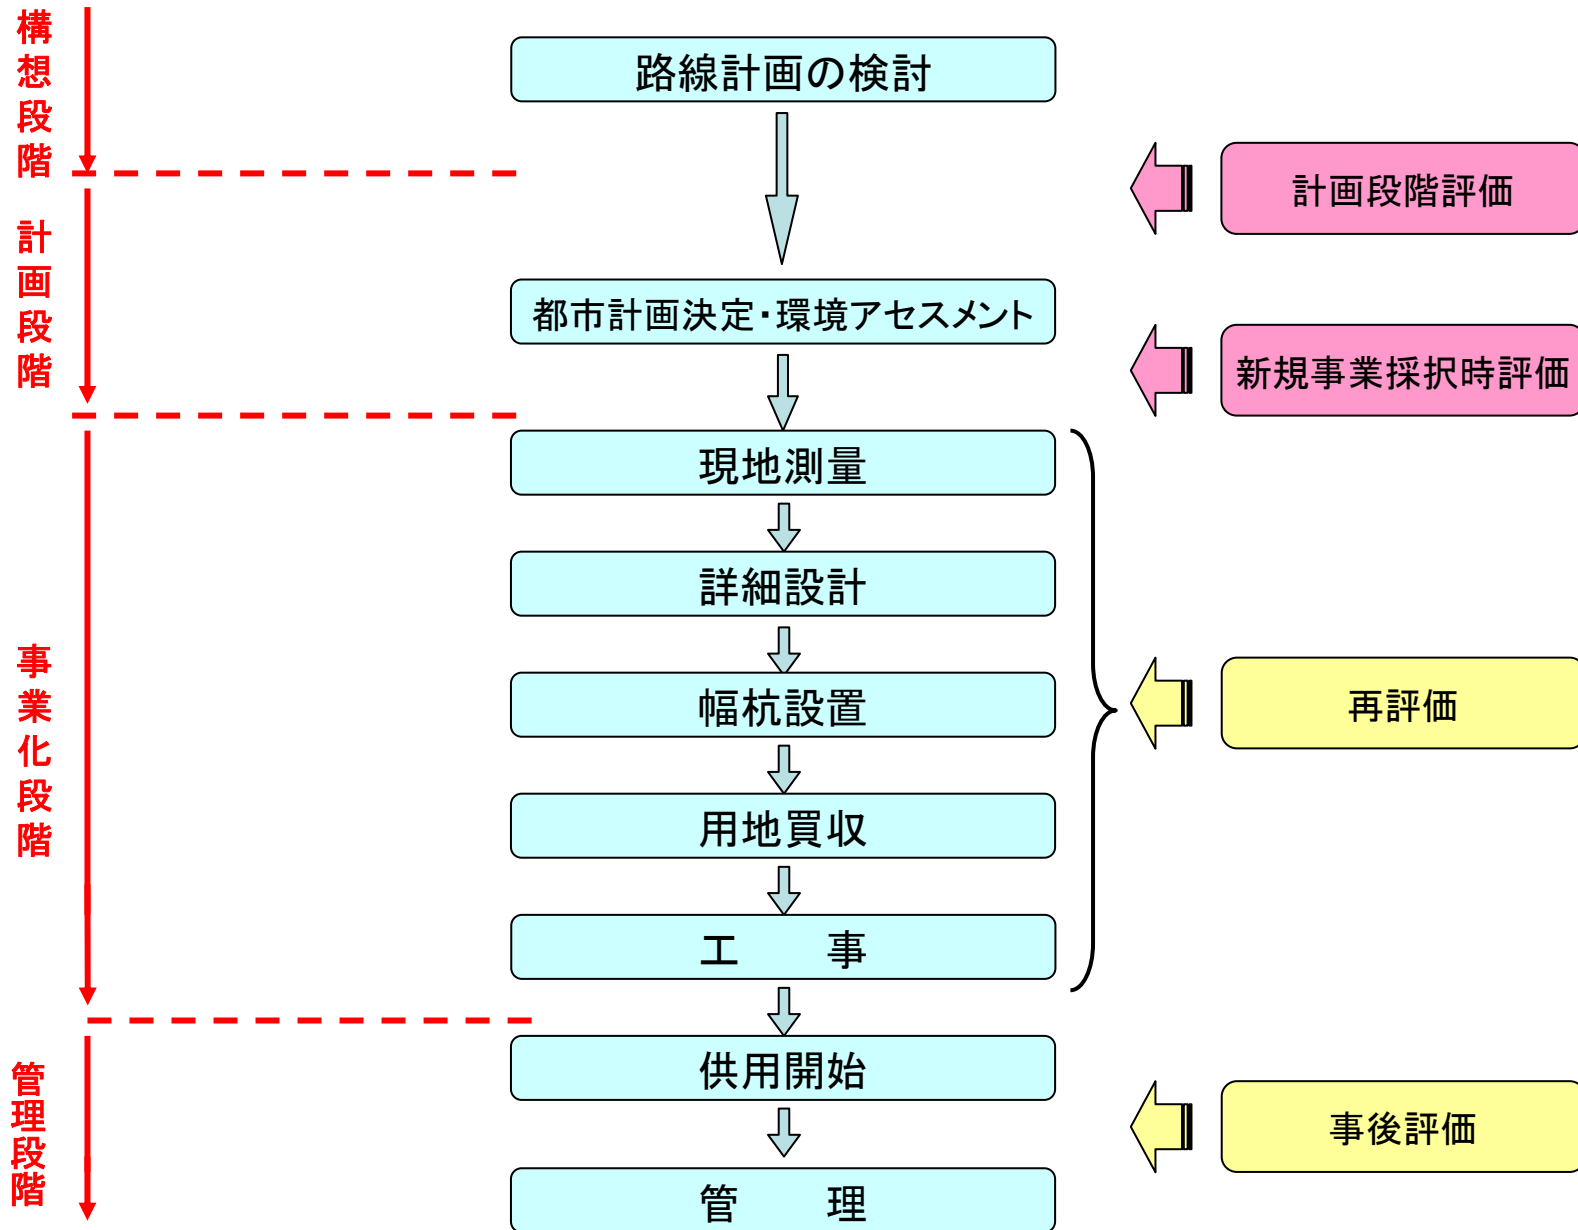 構想段階
路線計画の検討
計画段階評価
計画段階
都市計画決定・環境アセスメント
新規事業採択時評価
現地測量
詳細設計
事業化段階
幅杭設置
再評価
用地買収
工　　事
管理段階
供用開始
事後評価
管　　理